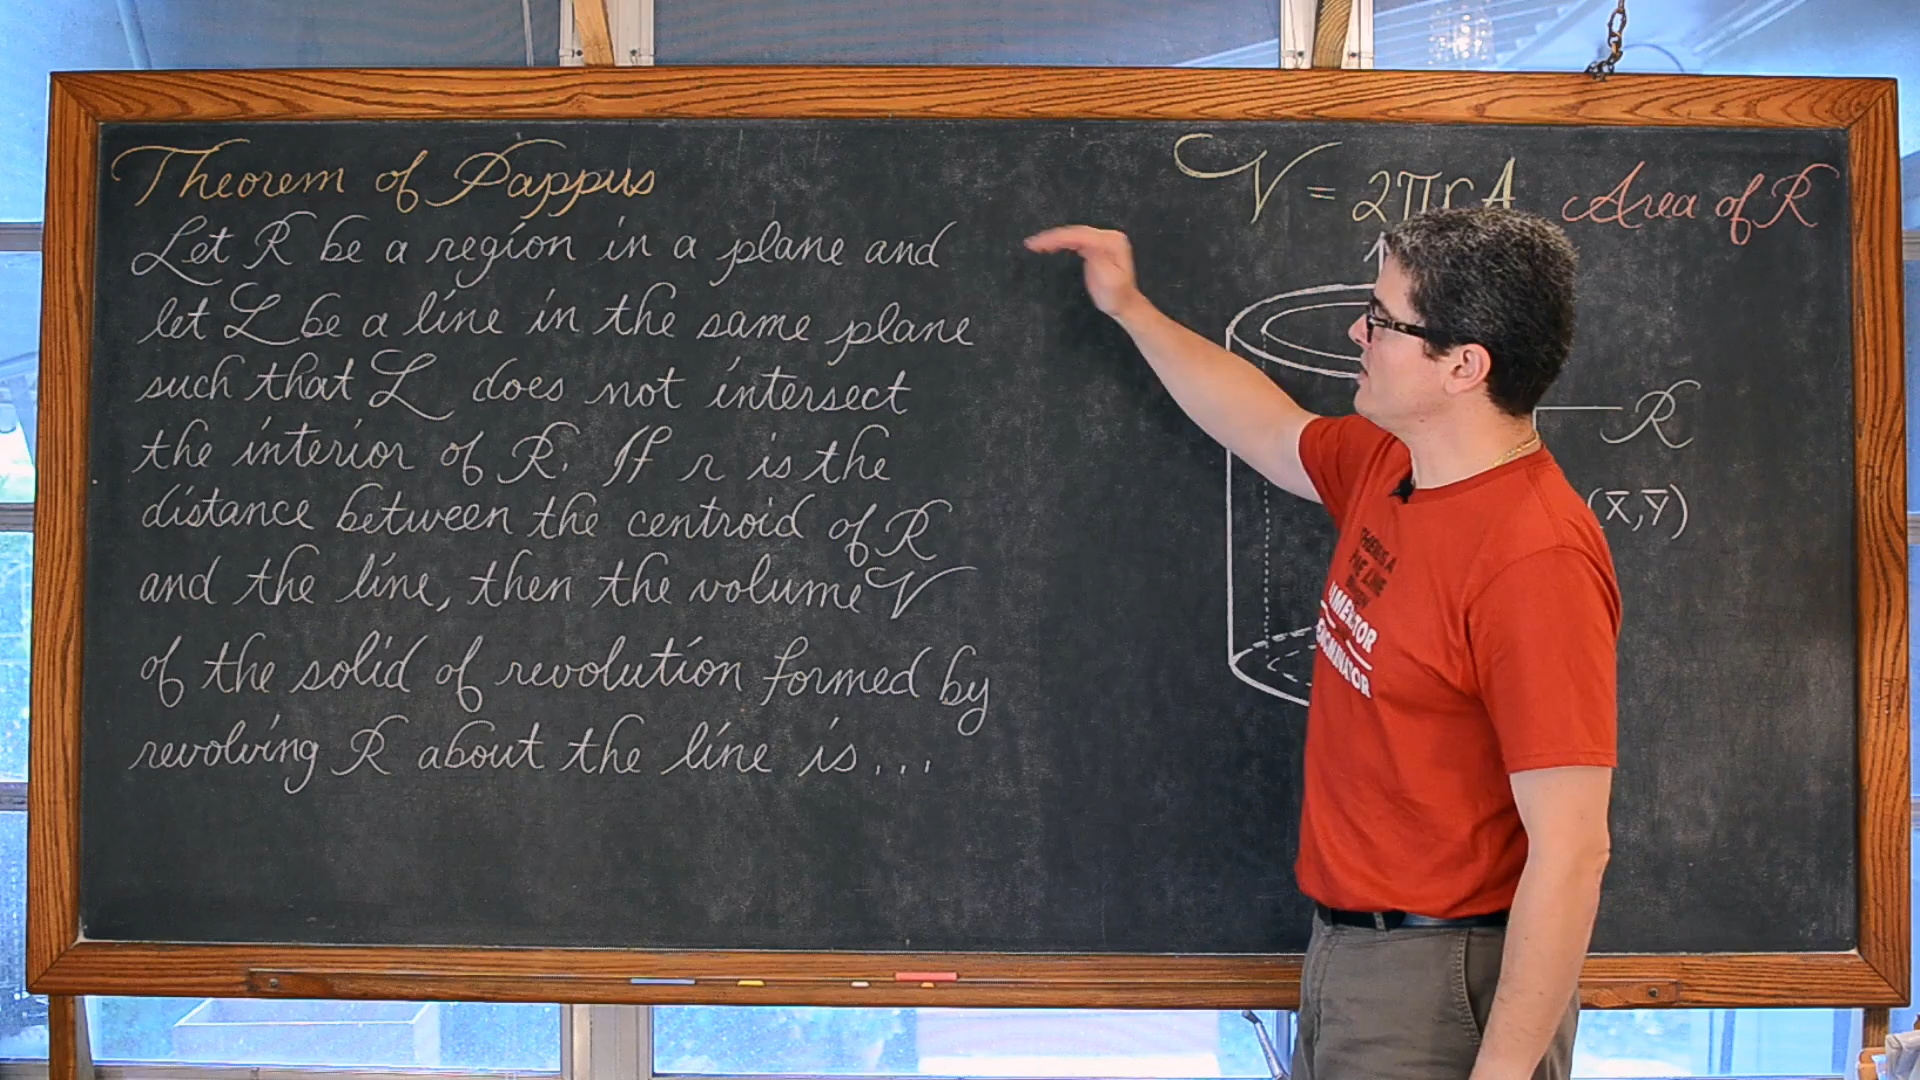 Theorem of Pappus
Let R be a region in a plane and
let L be a line in the same plane
such that L does not intersect
the interior of R. If r is the
distance between the centroid of R
and the line, then the volume V
of the solid of revolution formed by
revolving R about the line is...
V = 2πrA
Area of R
R
(x̄,ȳ)